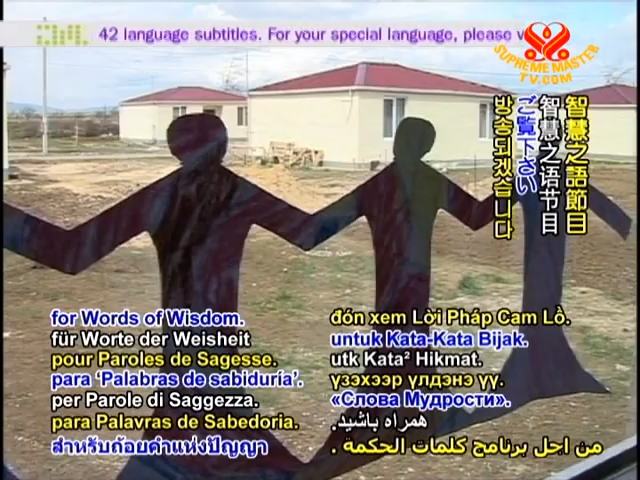 42 language subtitles. For your special language, please
SUPREME MASTER
TV.COM
智慧之語節目
智慧之语节目
ご覧下さい
방송되겠습니다
for Words of Wisdom.
für Worte der Weisheit
pour Paroles de Sagesse.
para ‘Palabras de sabiduría’.
per Parole di Saggezza.
para Palavras de Sabedoria.
สำหรับถ้อยคำแห่งปัญญา
đón xem Lời Pháp Cam Lồ.
untuk Kata-Kata Bijak.
utk Kata² Hikmat.
үзэхээр үлдэнэ үү.
«Слова Мудрости».
همراه باشید.
من اجل برنامج كلمات الحكمة .